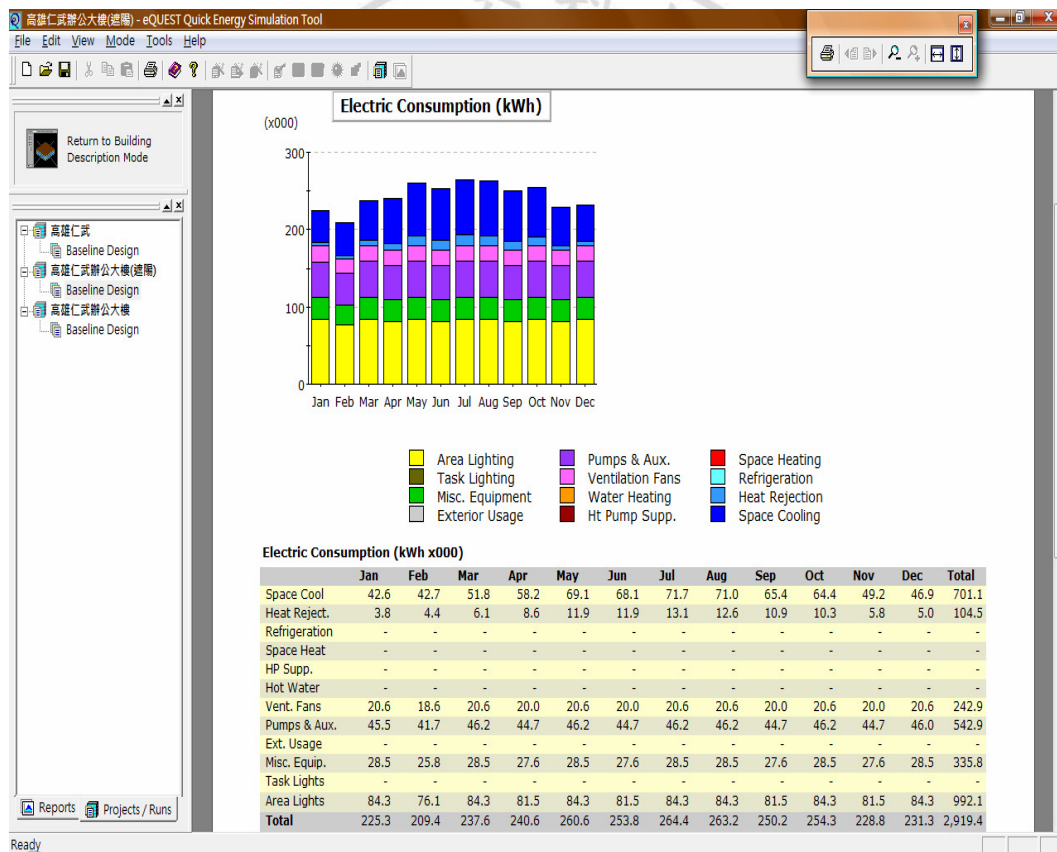 高雄仁武辦公大樓(遮陽) - eQUEST Quick Energy Simulation Tool
File Edit View Mode Tools Help
Return to Building
Description Mode
高雄仁武
Baseline Design
高雄仁武辦公大樓(遮陽)
Baseline Design
高雄仁武辦公大樓
Baseline Design
Reports Projects / Runs
Ready
Electric Consumption (kWh)
(x000)
300
200
100
0
Jan Feb Mar Apr May Jun Jul Aug Sep Oct Nov Dec
Area Lighting Pumps & Aux. Space Heating
Task Lighting Ventilation Fans Refrigeration
Misc. Equipment Water Heating Heat Rejection
Exterior Usage Ht Pump Supp. Space Cooling
Electric Consumption (kWh x000)
Jan Feb Mar Apr May Jun Jul Aug Sep Oct Nov Dec Total
Space Cool 42.6 42.7 51.8 58.2 69.1 68.1 71.7 71.0 65.4 64.4 49.2 46.9 701.1
Heat Reject. 3.8 4.4 6.1 8.6 11.9 11.9 13.1 12.6 10.9 10.3 5.8 5.0 104.5
Refrigeration - - - - - - - - - - - - -
Space Heat - - - - - - - - - - - - -
HP Supp. - - - - - - - - - - - - -
Hot Water - - - - - - - - - - - - -
Vent. Fans 20.6 18.6 20.6 20.0 20.6 20.0 20.6 20.6 20.0 20.6 20.0 20.6 242.9
Pumps & Aux. 45.5 41.7 46.2 44.7 46.2 44.7 46.2 46.2 44.7 46.2 44.7 46.0 542.9
Ext. Usage - - - - - - - - - - - - -
Misc. Equip. 28.5 25.8 28.5 27.6 28.5 27.6 28.5 28.5 27.6 28.5 27.6 28.5 335.8
Task Lights - - - - - - - - - - - - -
Area Lights 84.3 76.1 84.3 81.5 84.3 81.5 84.3 84.3 81.5 84.3 81.5 84.3 992.1
Total 225.3 209.4 237.6 240.6 260.6 253.8 264.4 263.2 250.2 254.3 228.8 231.3 2,919.4